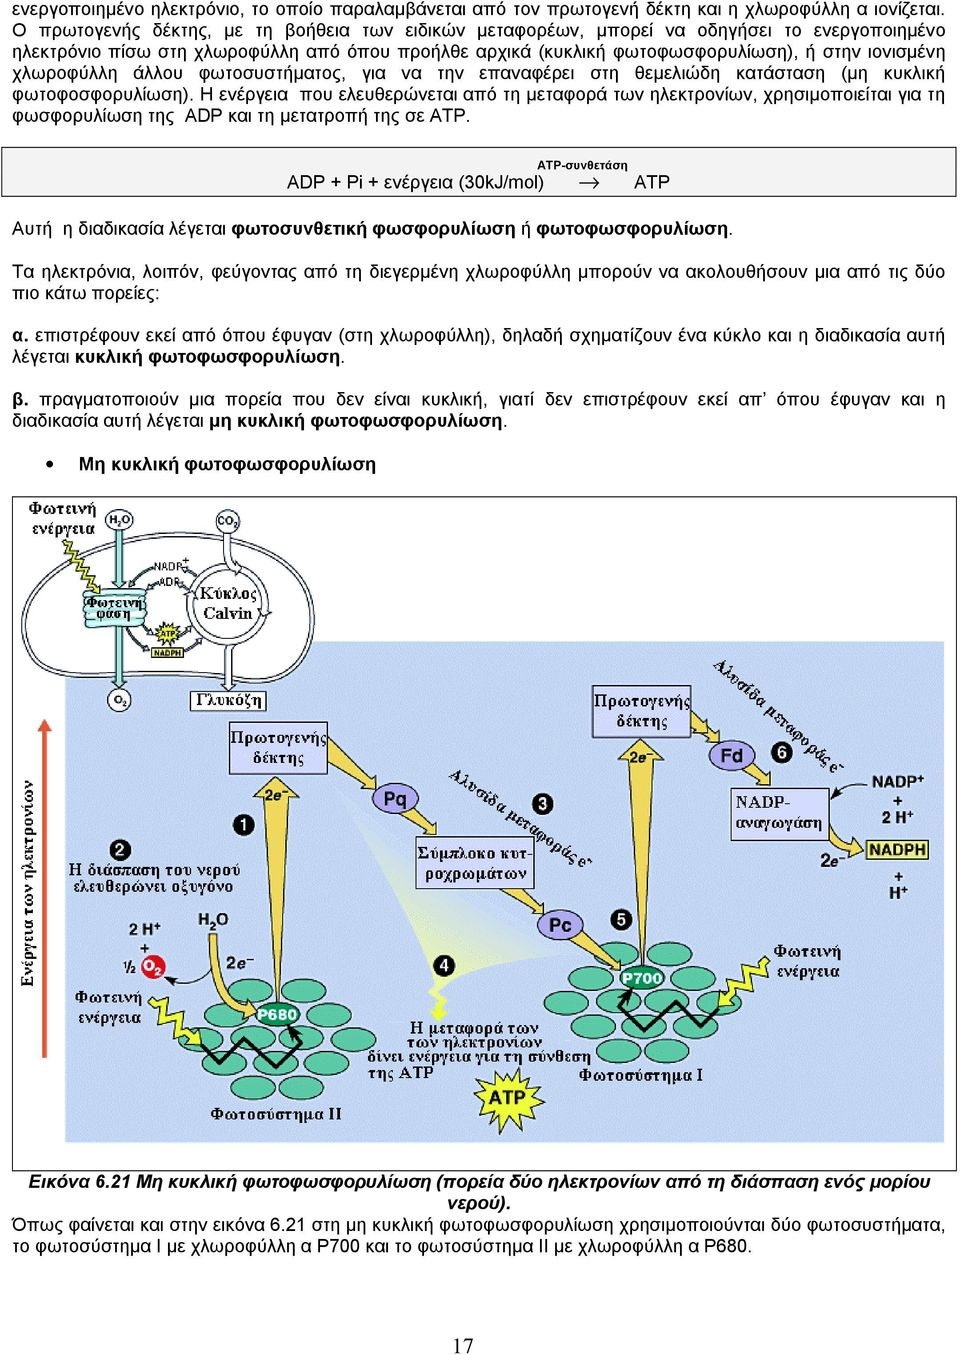 ενεργοποιημένο ηλεκτρόνιο, το οποίο παραλαμβάνεται από τον πρωτογενή δέκτη και η χλωροφύλλη α ιονίζεται.
Ο πρωτογενής δέκτης, με τη βοήθεια των ειδικών μεταφορέων, μπορεί να οδηγήσει το ενεργοποιημένο
ηλεκτρόνιο πίσω στη χλωροφύλλη από όπου προήλθε αρχικά (κυκλική φωτοφωσφορυλίωση), ή στην ιονισμένη
χλωροφύλλη άλλου φωτοσυστήματος, για να την επαναφέρει στη θεμελιώδη κατάσταση (μη κυκλική
φωτοφοσφορυλίωση). Η ενέργεια που ελευθερώνεται από τη μεταφορά των ηλεκτρονίων, χρησιμοποιείται για τη
φωσφορυλίωση της ADP και τη μετατροπή της σε ATP.
ATP-συνθετάση
ADP + Pi + ενέργεια (30kJ/mol) → ATP
Αυτή η διαδικασία λέγεται φωτοσυνθετική φωσφορυλίωση ή φωτοφωσφορυλίωση.
Τα ηλεκτρόνια, λοιπόν, φεύγοντας από τη διεγερμένη χλωροφύλλη μπορούν να ακολουθήσουν μια από τις δύο
πιο κάτω πορείες:
α. επιστρέφουν εκεί από όπου έφυγαν (στη χλωροφύλλη), δηλαδή σχηματίζουν ένα κύκλο και η διαδικασία αυτή
λέγεται κυκλική φωτοφωσφορυλίωση.
β. πραγματοποιούν μια πορεία που δεν είναι κυκλική, γιατί δεν επιστρέφουν εκεί απ’ όπου έφυγαν και η
διαδικασία αυτή λέγεται μη κυκλική φωτοφωσφορυλίωση.
• Μη κυκλική φωτοφωσφορυλίωση
Φωτεινή
ενέργεια
H₂O
CO₂
NADP⁺
ADP
Φωτεινή
φάση
Κύκλος
Calvin
ATP
NADPH
O₂
Γλυκόζη
Ενέργεια των ηλεκτρονίων
Πρωτογενής
δέκτης
2e⁻
1
Pq
Αλυσίδα μεταφοράς e⁻
3
Σύμπλοκο κυτ-
ροχρωμάτων
Pc
Πρωτογενής
δέκτης
2e⁻
Αλυσίδα μεταφοράς e⁻
Fd
6
NADP-
αναγωγάση
NADP⁺
+
2 H⁺
2e⁻
NADPH
+
H⁺
2
Η διάσπαση του νερού
ελευθερώνει οξυγόνο
2 H⁺
+
½ O₂
H₂O
2e⁻
Φωτεινή
ενέργεια
P680
4
5
P700
Φωτεινή
ενέργεια
Η μεταφορά των
των ηλεκτρονίων
δίνει ενέργεια για τη σύνθεση
της ATP
ATP
Φωτοσύστημα I
Φωτοσύστημα II
Εικόνα 6.21 Μη κυκλική φωτοφωσφορυλίωση (πορεία δύο ηλεκτρονίων από τη διάσπαση ενός μορίου
νερού).
Όπως φαίνεται και στην εικόνα 6.21 στη μη κυκλική φωτοφωσφορυλίωση χρησιμοποιούνται δύο φωτοσυστήματα,
το φωτοσύστημα I με χλωροφύλλη α P700 και το φωτοσύστημα II με χλωροφύλλη α P680.
17